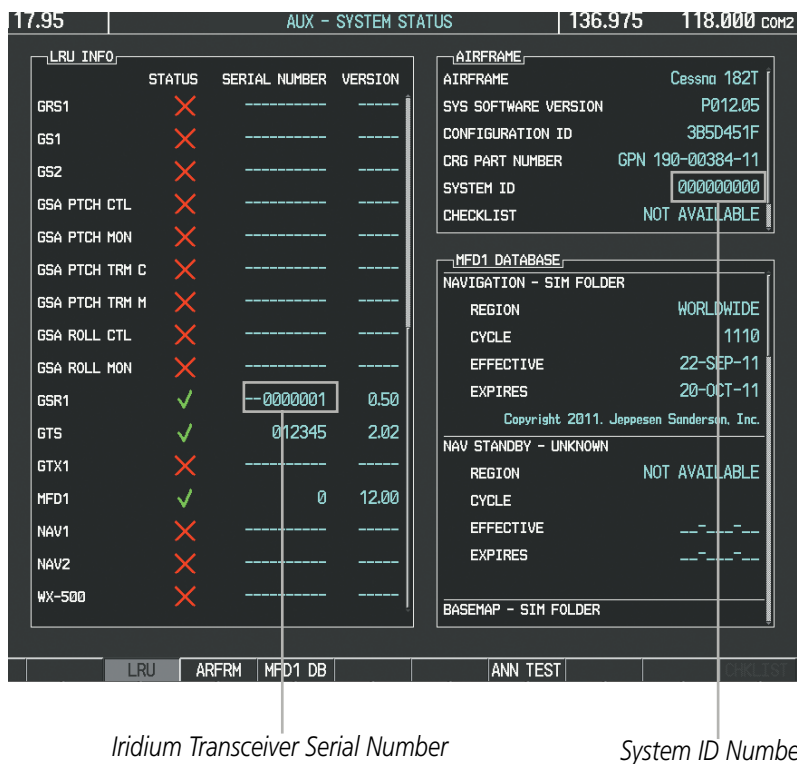 17.95 AUX - SYSTEM STATUS 136.975 118.000 COM2
LRU INFO
STATUS SERIAL NUMBER VERSION
GRS1 ---------- -----
GS1 ---------- -----
GS2 ---------- -----
GSA PTCH CTL ---------- -----
GSA PTCH MON ---------- -----
GSA PTCH TRM C ---------- -----
GSA PTCH TRM M ---------- -----
GSA ROLL CTL ---------- -----
GSA ROLL MON ---------- -----
GSR1 --0000001 0.50
GTS 012345 2.02
GTX1 ---------- -----
MFD1 0 12.00
NAV1 ---------- -----
NAV2 ---------- -----
WX-500 ---------- -----
AIRFRAME
AIRFRAME Cessna 182T
SYS SOFTWARE VERSION P012.05
CONFIGURATION ID 3B5D451F
CRG PART NUMBER GPN 190-00384-11
SYSTEM ID 000000000
CHECKLIST NOT AVAILABLE
MFD1 DATABASE
NAVIGATION - SIM FOLDER
REGION WORLDWIDE
CYCLE 1110
EFFECTIVE 22-SEP-11
EXPIRES 20-OCT-11
Copyright 2011. Jeppesen Sanderson, Inc.
NAV STANDBY - UNKNOWN
REGION NOT AVAILABLE
CYCLE
EFFECTIVE __-___-__
EXPIRES __-___-__
BASEMAP - SIM FOLDER
LRU ARFRM MFD1 DB ANN TEST CHKLIST
Iridium Transceiver Serial Number
System ID Numbe